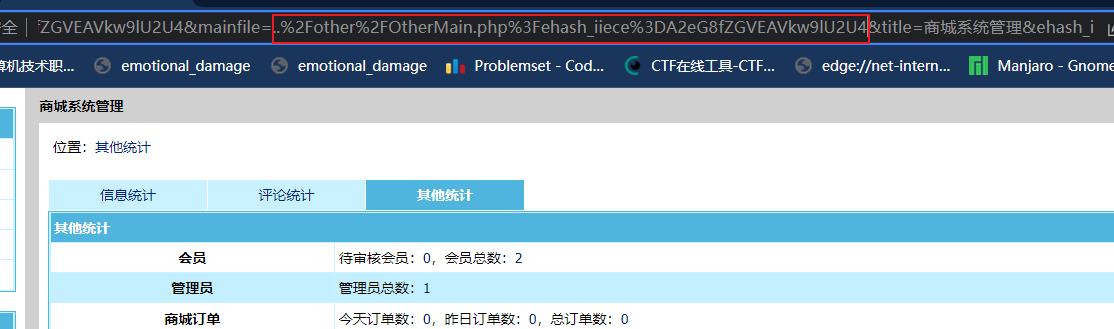 全 ZGVEAVkw9lU2U4&mainfile=..%2Fother%2FOtherMain.php%3Fehash_iiece%3DA2eG8fZGVEAVkw9lU2U4&title=商城系统管理&ehash_i
算机技术职... emotional_damage emotional_damage Problemset - Cod... CTF在线工具-CTF... edge://net-intern... Manjaro - Gnome
商城系统管理
位置：其他统计
信息统计 评论统计 其他统计
其他统计
会员 待审核会员：0，会员总数：2
管理员 管理员总数：1
商城订单 今天订单数：0，昨日订单数：0，总订单数：0